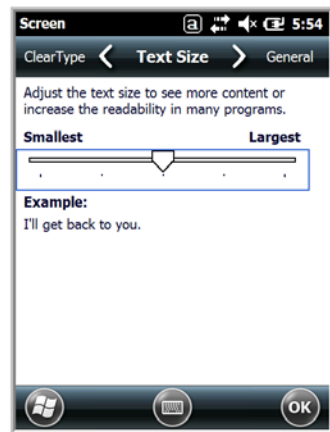 Screen a 5:54
ClearType Text Size General
Adjust the text size to see more content or
increase the readability in many programs.
Smallest Largest
Example:
I'll get back to you.
OK